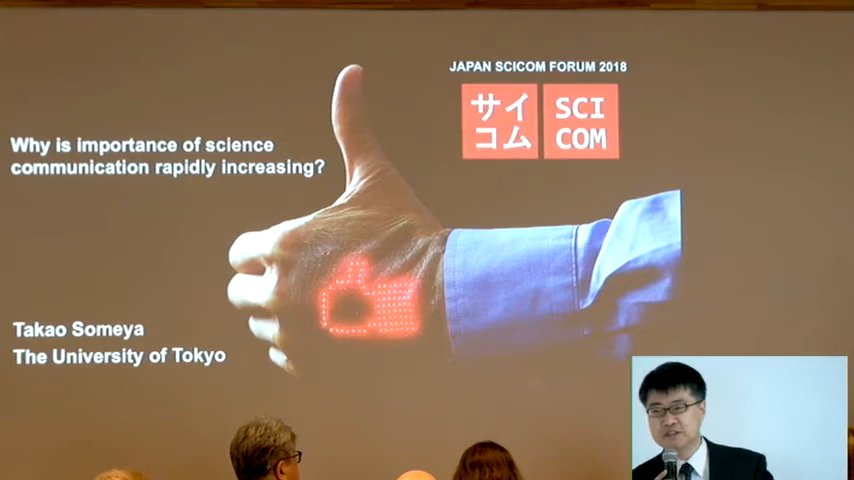 JAPAN SCICOM FORUM 2018
サイ
コム
SCI
COM
Why is importance of science
communication rapidly increasing?
Takao Someya
The University of Tokyo